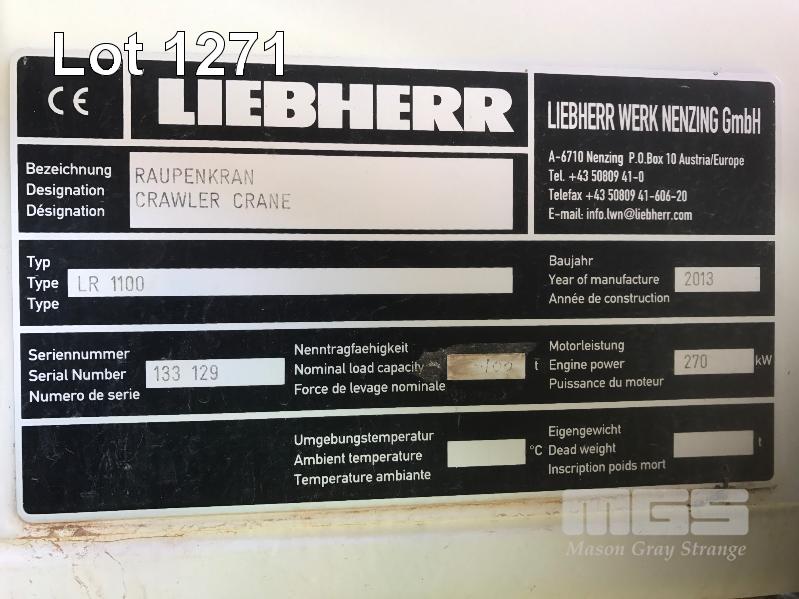 Lot 1271
CE
LIEBHERR
LIEBHERR WERK NENZING GmbH
A-6710 Nenzing P.O.Box 10 Austria/Europe
Tel. +43 50809 41-0
Telefax +43 50809 41-606-20
E-mail: info.lwn@liebherr.com
Bezeichnung
Designation
Désignation
RAUPENKRAN
CRAWLER CRANE
Typ
Type
Type
LR 1100
Baujahr
Year of manufacture
Année de construction
2013
Seriennummer
Serial Number
Numero de serie
133 129
Nenntragfaehigkeit
Nominal load capacity
Force de levage nominale
t
Motorleistung
Engine power
Puissance du moteur
270
kW
Umgebungstemperatur
Ambient temperature
Temperature ambiante
°C
Eigengewicht
Dead weight
Inscription poids mort
t
MGS
Mason Gray Strange